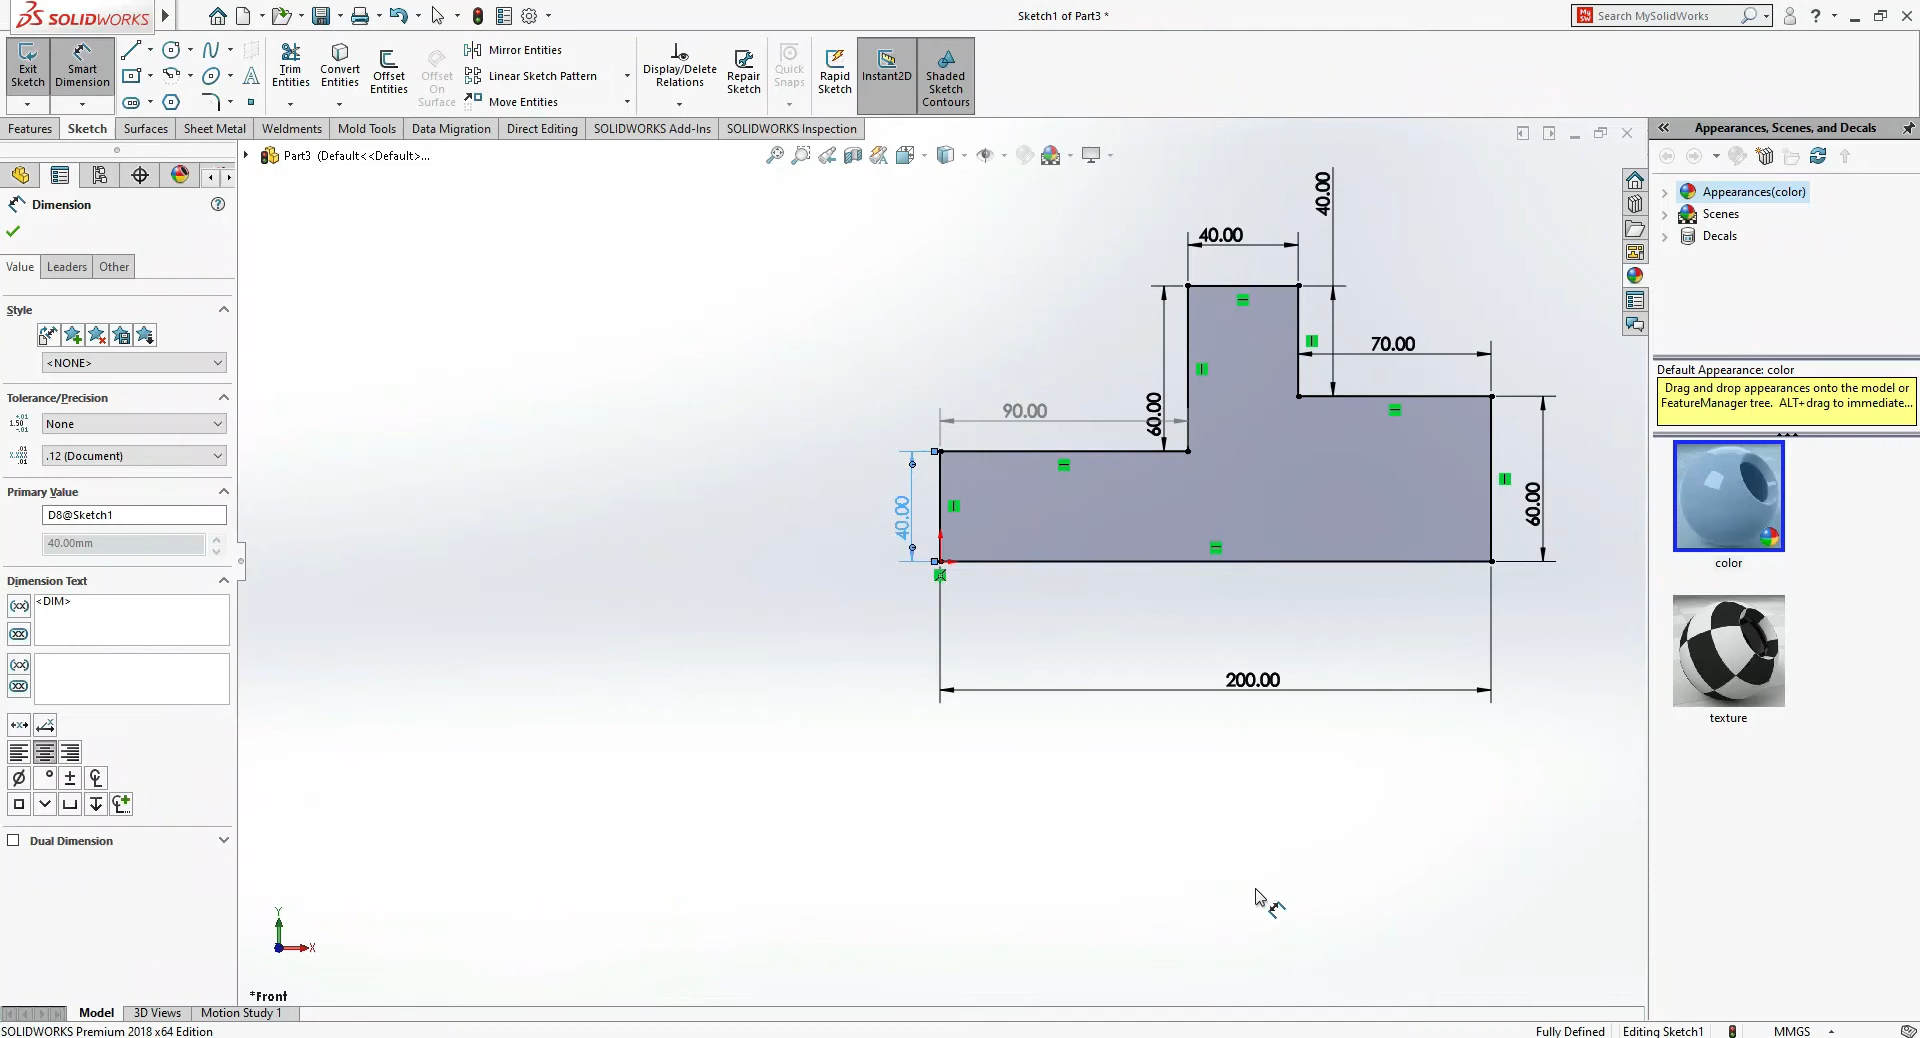 SOLIDWORKS
Sketch1 of Part3 *
Search MySolidWorks
Exit Sketch
Smart Dimension
Trim Entities
Convert Entities
Offset Entities
Offset On Surface
Mirror Entities
Linear Sketch Pattern
Move Entities
Display/Delete Relations
Repair Sketch
Quick Snaps
Rapid Sketch
Instant2D
Shaded Sketch Contours
Features
Sketch
Surfaces
Sheet Metal
Weldments
Mold Tools
Data Migration
Direct Editing
SOLIDWORKS Add-Ins
SOLIDWORKS Inspection
Part3 (Default<<Default>...
Dimension
Value
Leaders
Other
Style
<NONE>
Tolerance/Precision
None
.12 (Document)
Primary Value
D8@Sketch1
40.00mm
Dimension Text
<DIM>
Dual Dimension
40.00
40.00
70.00
60.00
90.00
40.00
60.00
200.00
Y
X
*Front
Appearances, Scenes, and Decals
Appearances(color)
Scenes
Decals
Default Appearance: color
Drag and drop appearances onto the model or
FeatureManager tree. ALT+drag to immediate...
color
texture
Model
3D Views
Motion Study 1
SOLIDWORKS Premium 2018 x64 Edition
Fully Defined
Editing Sketch1
MMGS